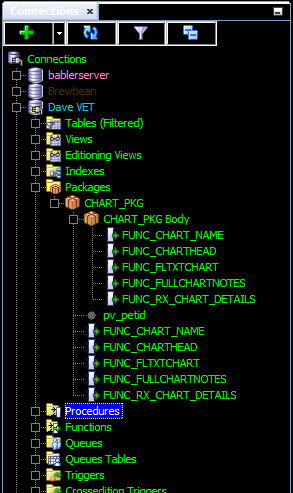 Connections
Connections
bablerserver
Brewbean
Dave VET
Tables (Filtered)
Views
Editioning Views
Indexes
Packages
CHART_PKG
CHART_PKG Body
FUNC_CHART_NAME
FUNC_CHARTHEAD
FUNC_FLTXTCHART
FUNC_FULLCHARTNOTES
FUNC_RX_CHART_DETAILS
pv_petid
FUNC_CHART_NAME
FUNC_CHARTHEAD
FUNC_FLTXTCHART
FUNC_FULLCHARTNOTES
FUNC_RX_CHART_DETAILS
Procedures
Functions
Queues
Queues Tables
Triggers
Crossedition Triggers